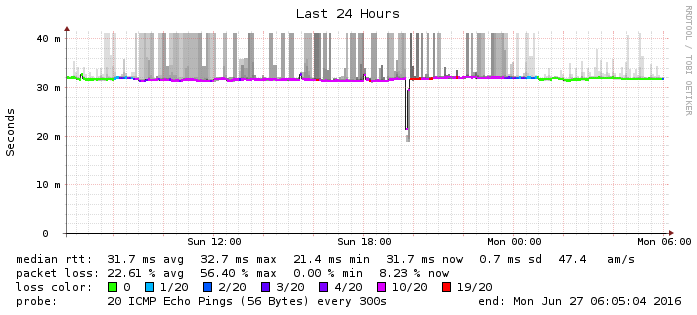 Last 24 Hours
RRDTOOL / TOBI OETIKER
Seconds
40 m
30 m
20 m
10 m
0
Sun 12:00 Sun 18:00 Mon 00:00 Mon 06:00
median rtt: 31.7 ms avg 32.7 ms max 21.4 ms min 31.7 ms now 0.7 ms sd 47.4 am/s
packet loss: 22.61 % avg 56.40 % max 0.00 % min 8.23 % now
loss color: 0 1/20 2/20 3/20 4/20 10/20 19/20
probe: 20 ICMP Echo Pings (56 Bytes) every 300s end: Mon Jun 27 06:05:04 2016